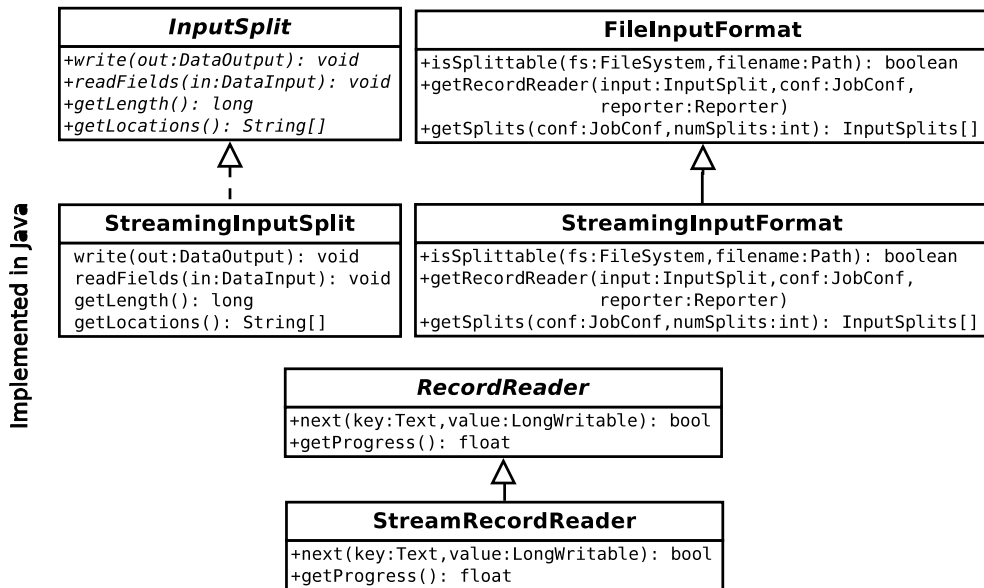 InputSplit
+write(out:DataOutput): void
+readFields(in:DataInput): void
+getLength(): long
+getLocations(): String[]
FileInputFormat
+isSplittable(fs:FileSystem,filename:Path): boolean
+getRecordReader(input:InputSplit,conf:JobConf,
reporter:Reporter)
+getSplits(conf:JobConf,numSplits:int): InputSplits[]
Implemented in Java
StreamingInputSplit
write(out:DataOutput): void
readFields(in:DataInput): void
getLength(): long
getLocations(): String[]
StreamingInputFormat
+isSplittable(fs:FileSystem,filename:Path): boolean
+getRecordReader(input:InputSplit,conf:JobConf,
reporter:Reporter)
+getSplits(conf:JobConf,numSplits:int): InputSplits[]
RecordReader
+next(key:Text,value:LongWritable): bool
+getProgress(): float
StreamRecordReader
+next(key:Text,value:LongWritable): bool
+getProgress(): float